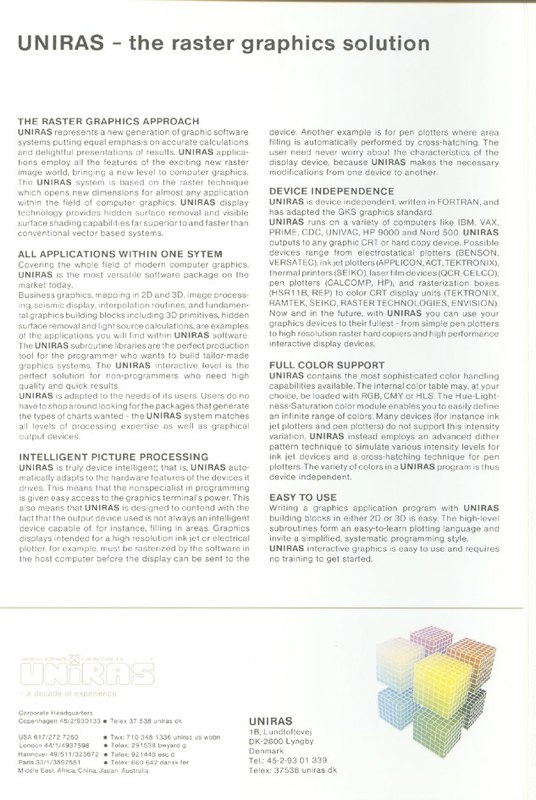 UNIRAS - the raster graphics solution
THE RASTER GRAPHICS APPROACH
UNIRAS represents a new generation of graphic software
systems putting equal emphasis on accurate calculations
and delightful presentations of results. UNIRAS applica-
tions employ all the features of the exciting new raster
image world, bringing a new level to computer graphics.
The UNIRAS system is based on the raster technique
which opens new dimensions for almost any application
within the field of computer graphics. UNIRAS display
technology provides hidden surface removal and visible
surface shading capabilities far superior to and faster than
conventional vector based systems.
ALL APPLICATIONS WITHIN ONE SYTEM
Covering the whole field of modern computer graphics.
UNIRAS is the most versatile software package on the
market today.
Business graphics, mapping in 2D and 3D, image process-
ing, seismic display, interpolation routines, and fundamen-
tal graphics building blocks including 3D primitives, hidden
surface removal and light source calculations, are examples
of the applications you will find within UNIRAS software.
The UNIRAS subroutine libraries are the perfect production
tool for the programmer who wants to build tailor-made
graphics systems. The UNIRAS interactive level is the
perfect solution for non-programmers who need high
quality and quick results.
UNIRAS is adapted to the needs of its users. Users do no
have to shop around looking for the packages that generate
the types of charts wanted - the UNIRAS system matches
all levels of processing expertise as well as graphical
output devices.
INTELLIGENT PICTURE PROCESSING
UNIRAS is truly device intelligent; that is, UNIRAS auto-
matically adapts to the hardware features of the devices it
drives. This means that the nonspecialist in programming
is given easy access to the graphics terminal's power. This
also means that UNIRAS is designed to contend with the
fact that the output device used is not always an intelligent
device capable of, for instance, filling in areas. Graphics
displays intended for a high resolution ink jet or electrical
plotter, for example, must be rasterized by the software in
the host computer before the display can be sent to the
device. Another example is for pen plotters where area
filling is automatically performed by cross-hatching. The
user need never worry about the characteristics of the
display device, because UNIRAS makes the necessary
modifications from one device to another.
DEVICE INDEPENDENCE
UNIRAS is device independent, written in FORTRAN, and
has adapted the GKS graphics standard.
UNIRAS runs on a variety of computers like IBM, VAX,
PRIME, CDC, UNIVAC, HP 9000 and Nord 500. UNIRAS
outputs to any graphic CRT or hard copy device. Possible
devices range from electrostatical plotters (BENSON,
VERSATEC), ink jet plotters (APPLICON, ACT, TEKTRONIX),
thermal printers (SEIKO), laser film devices (QCR, CELCO),
pen plotters (CALCOMP, HP), and rasterization boxes
(HSR11B, REP) to color CRT display units (TEKTRONIX,
RAMTEK, SEIKO, RASTER TECHNOLOGIES, ENVISION).
Now and in the future, with UNIRAS you can use your
graphics devices to their fullest - from simple pen plotters
to high resolution raster hard copiers and high performance
interactive display devices.
FULL COLOR SUPPORT
UNIRAS contains the most sophisticated color handling
capabilities available. The internal color table may, at your
choice, be loaded with RGB, CMY or HLS. The Hue-Light-
ness-Saturation color module enables you to easily define
an infinite range of colors. Many devices (for instance ink
jet plotters and pen plotters) do not support this intensity
variation. UNIRAS instead employs an advanced dither
pattern technique to simulate various intensity levels for
ink jet devices and a cross-hatching technique for pen
plotters. The variety of colors in a UNIRAS program is thus
device independent.
EASY TO USE
Writing a graphics application program with UNIRAS
building blocks in either 2D or 3D is easy. The high-level
subroutines form an easy-to-learn plotting language and
invite a simplified, systematic programming style.
UNIRAS interactive graphics is easy to use and requires
no training to get started.
UNIRAS
- a decade of experience
Corporate Headquarters
Copenhagen 45/2/930133 ● Telex 37 538 uniras dk
USA 617/272 7260 ● Twx: 710 348 1336 uniras us wobn
London 44/1/4937598 ● Telex: 291538 bwyard g
Hannover 49/511/325672 ● Telex: 921440 asc d
Paris 33/1/3592551 ● Telex: 660 642 dansk fer
Middle East, Africa, China, Japan, Australia.
UNIRAS
1B, Lundtoftevej
DK-2800 Lyngby
Denmark
Tel.: 45-2-93 01 339
Telex: 37538 uniras dk